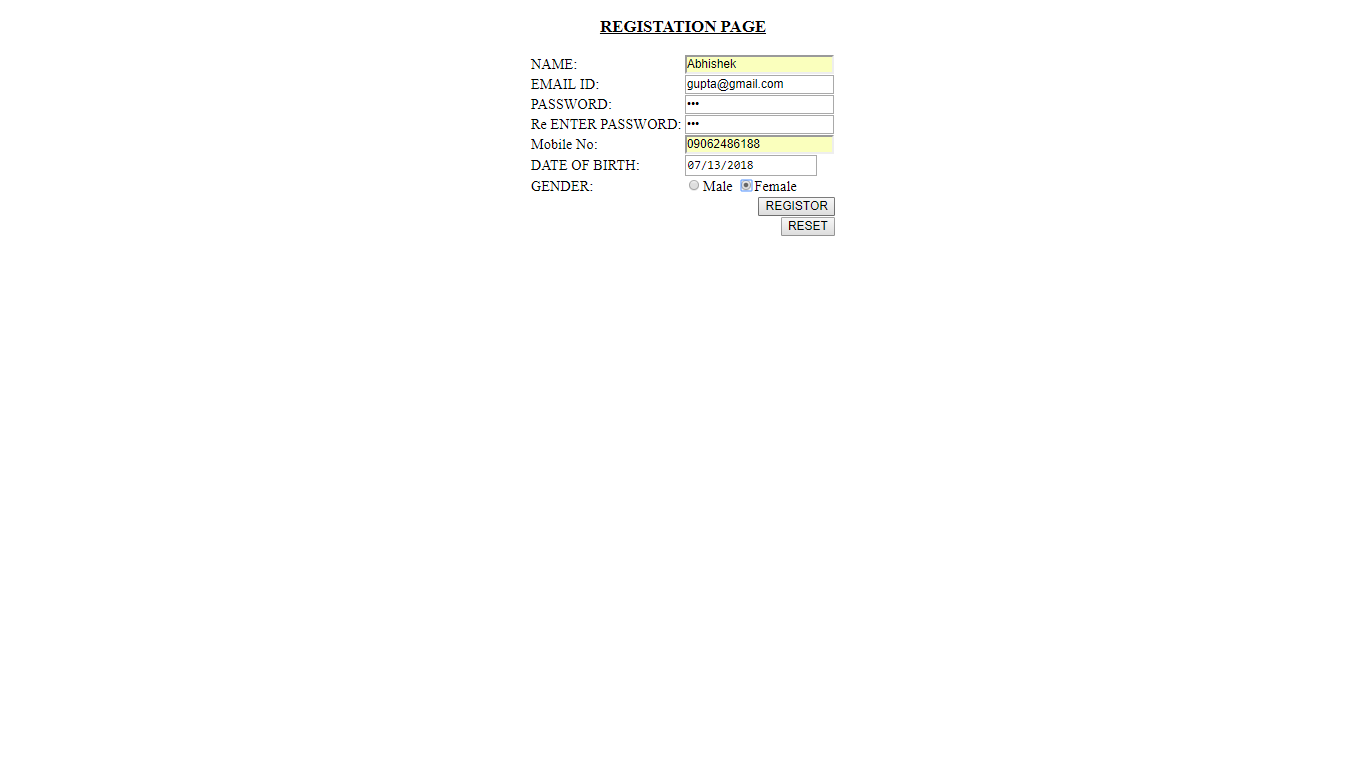 REGISTATION PAGE
NAME: Abhishek
EMAIL ID: gupta@gmail.com
PASSWORD: •••
Re ENTER PASSWORD: •••
Mobile No: 09062486188
DATE OF BIRTH: 07/13/2018
GENDER: Male Female
REGISTOR
RESET